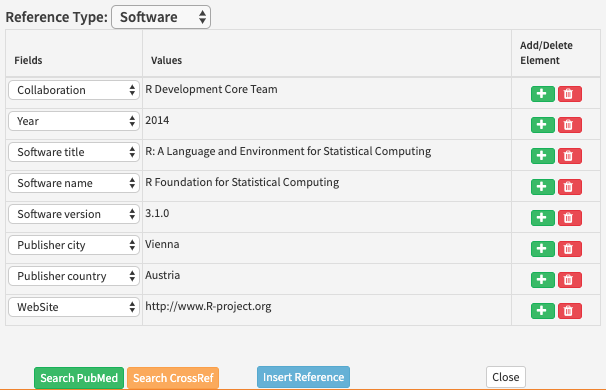 Reference Type: Software
Fields Values Add/Delete Element
Collaboration R Development Core Team
Year 2014
Software title R: A Language and Environment for Statistical Computing
Software name R Foundation for Statistical Computing
Software version 3.1.0
Publisher city Vienna
Publisher country Austria
WebSite http://www.R-project.org
Search PubMed Search CrossRef Insert Reference Close